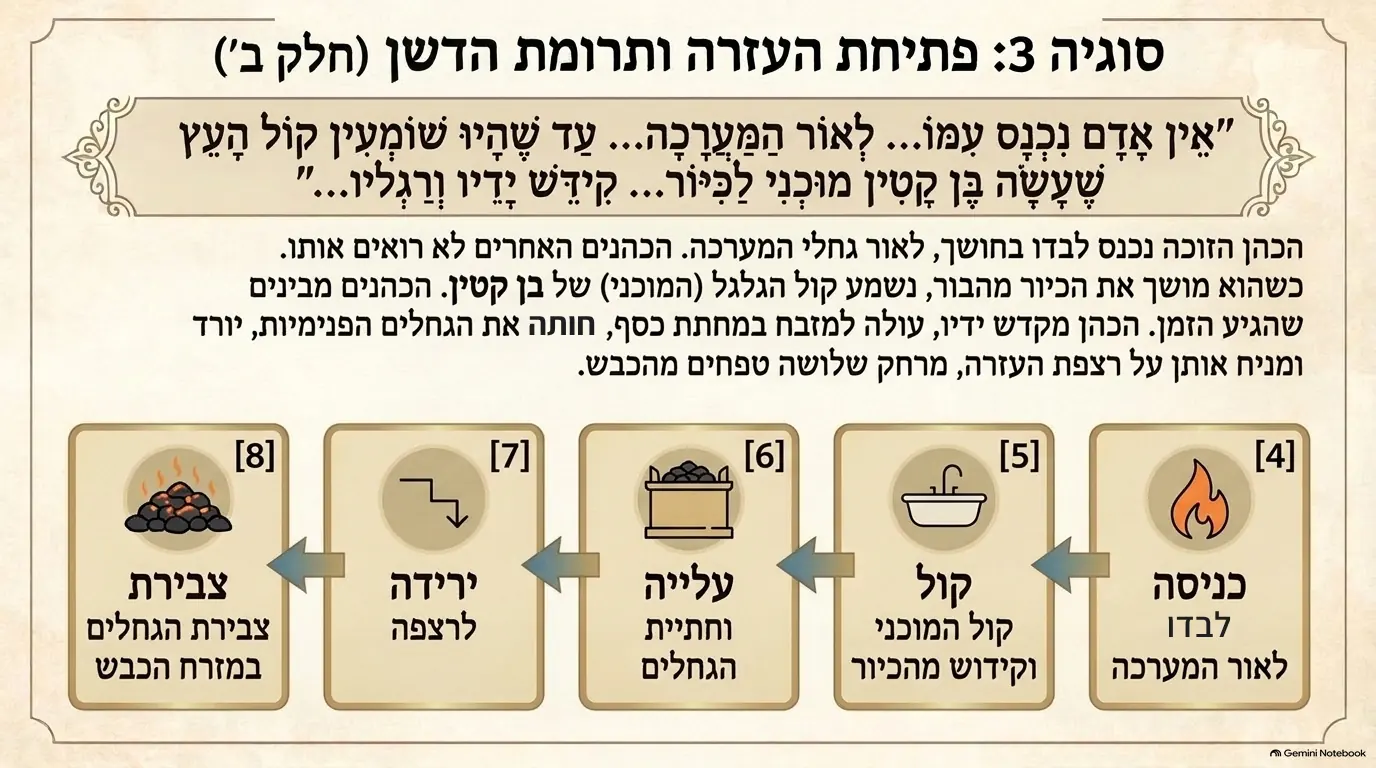 סוגיה 3: פתיחת העזרה ותרומת הדשן (חלק ב')
"אֵין אָדָם נִכְנָס עִמּוֹ... לְאוֹר הַמַּעֲרָכָה... עַד שֶׁהָיוּ שׁוֹמְעִין קוֹל הָעֵץ
שֶׁעָשָׂה בֶּן קָטִין מוּכְנִי לַכִּיּוֹר... קִידֵּשׁ יָדָיו וְרַגְלָיו..."
הכהן הזוכה נכנס לבדו בחושך, לאור גחלי המערכה. הכהנים האחרים לא רואים אותו.
כשהוא מושך את הכיור מהבור, נשמע קול הגלגל (המוכני) של בן קטין. הכהנים מבינים
שהגיע הזמן. הכהן מקדש ידיו, עולה למזבח במחתת כסף, חותה את הגחלים הפנימיות, יורד
ומניח אותן על רצפת העזרה, מרחק שלושה טפחים מהכבש.
[4]
כניסה
לבדו
לאור המערכה
[5]
קול
קול המוכני
וקידוש מהכיור
[6]
עלייה
וחתיית
הגחלים
[7]
ירידה
לרצפה
[8]
צבירת
צבירת הגחלים
במזרח הכבש
Gemini Notebook